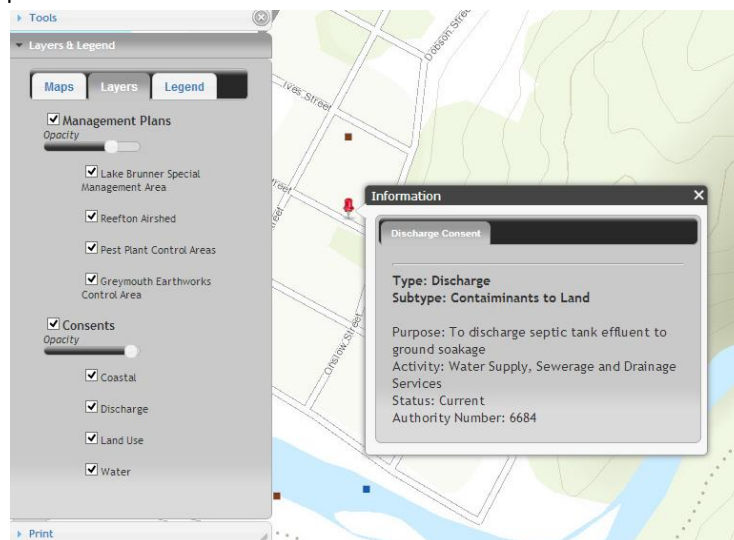 Tools
Layers & Legend
Maps
Layers
Legend
Management Plans
Opacity
Lake Brunner Special
Management Area
Reefton Airshed
Pest Plant Control Areas
Greymouth Earthworks
Control Area
Consents
Opacity
Coastal
Discharge
Land Use
Water
Print
Dobson Street
Ives Street
Onslow Street
Information
Discharge Consent
Type: Discharge
Subtype: Contaiminants to Land
Purpose: To discharge septic tank effluent to
ground soakage
Activity: Water Supply, Sewerage and Drainage
Services
Status: Current
Authority Number: 6684